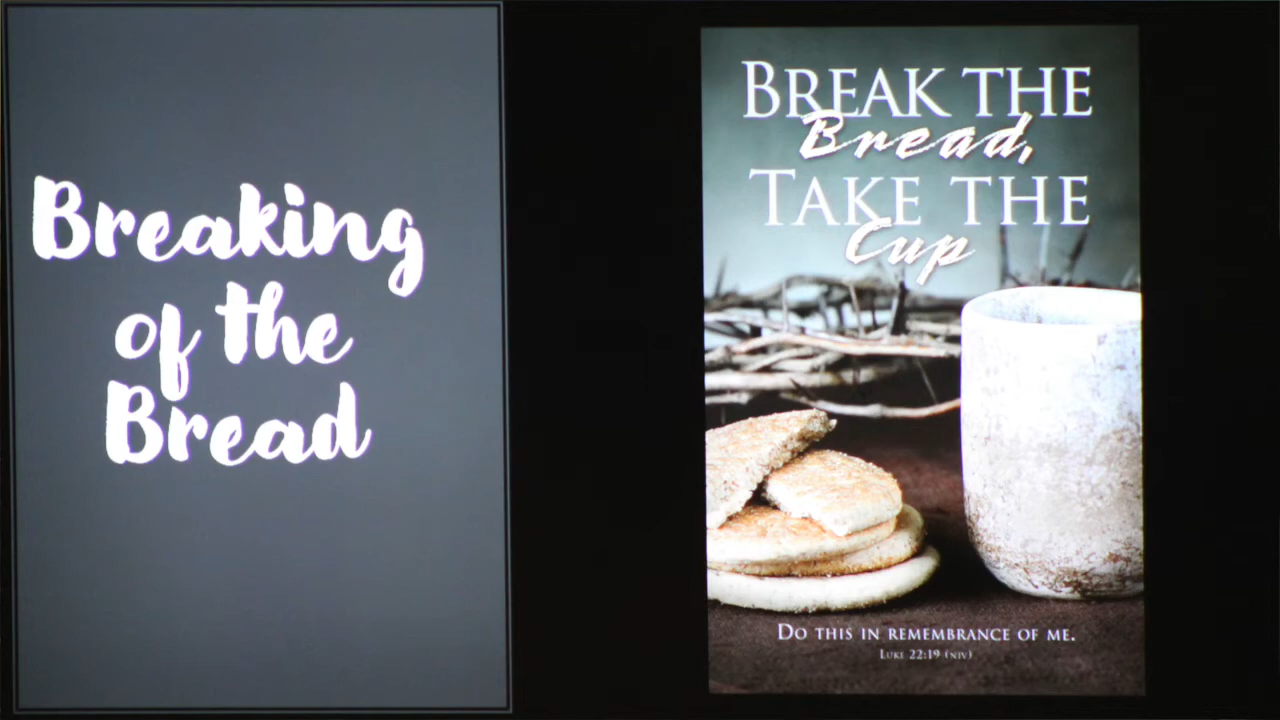 Breaking
of the
Bread
BREAK THE
Bread,
TAKE THE
Cup
DO THIS IN REMEMBRANCE OF ME.
LUKE 22:19 (NIV)